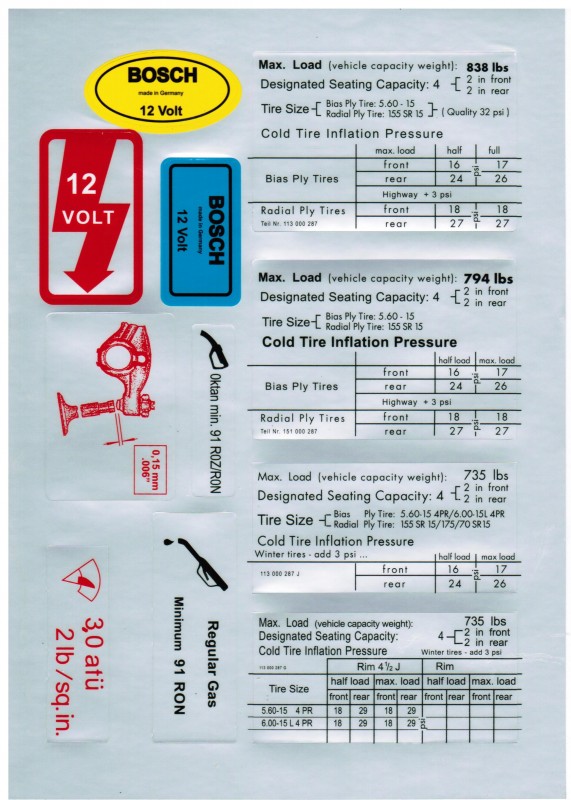 BOSCH
made in Germany
12 Volt
12
VOLT
BOSCH
made in Germany
12 Volt
0,15 mm
.006"
Oktan min. 91 ROZ/RON
3,0 atü
2 lb/sq.in.
Regular Gas
Minimum 91 RON
Max. Load (vehicle capacity weight): 838 lbs
Designated Seating Capacity: 4 2 in front
2 in rear
Tire Size Bias Ply Tire: 5.60 - 15
Radial Ply Tire: 155 SR 15 (Quality 32 psi)
Cold Tire Inflation Pressure
max. load half full
Bias Ply Tires front 16 psi 17
rear 24 26
Highway + 3 psi
Radial Ply Tires front 18 psi 18
Teil Nr. 113 000 287 rear 27 27
Max. Load (vehicle capacity weight): 794 lbs
Designated Seating Capacity: 4 2 in front
2 in rear
Tire Size Bias Ply Tire: 5.60 - 15
Radial Ply Tire: 155 SR 15
Cold Tire Inflation Pressure
half load max. load
Bias Ply Tires front 16 psi 17
rear 24 26
Highway + 3 psi
Radial Ply Tires front 18 psi 18
Teil Nr. 151 000 287 rear 27 27
Max. Load (vehicle capacity weight): 735 lbs
Designated Seating Capacity: 4 2 in front
2 in rear
Tire Size Bias Ply Tire: 5.60-15 4PR/6.00-15L 4PR
Radial Ply Tire: 155 SR 15/175/70 SR15
Cold Tire Inflation Pressure
Winter tires - add 3 psi ...
half load max load
113 000 287 J front 16 psi 17
rear 24 26
Max. Load (vehicle capacity weight): 735 lbs
Designated Seating Capacity: 4 2 in front
2 in rear
Cold Tire Inflation Pressure Winter tires - add 3 psi
113 000 287 G Rim 4 1/2 J Rim
Tire Size half load max. load half load max. load
front rear front rear front rear front rear
5.60-15 4 PR 18 29 18 29 psi
6.00-15 L 4 PR 18 29 18 29